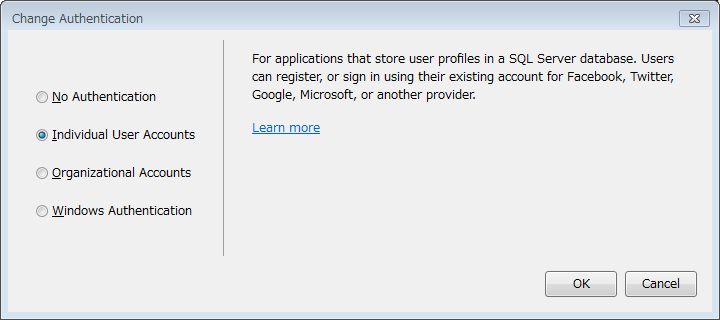 Change Authentication
No Authentication
Individual User Accounts
Organizational Accounts
Windows Authentication
For applications that store user profiles in a SQL Server database. Users
can register, or sign in using their existing account for Facebook, Twitter,
Google, Microsoft, or another provider.
Learn more
OK
Cancel